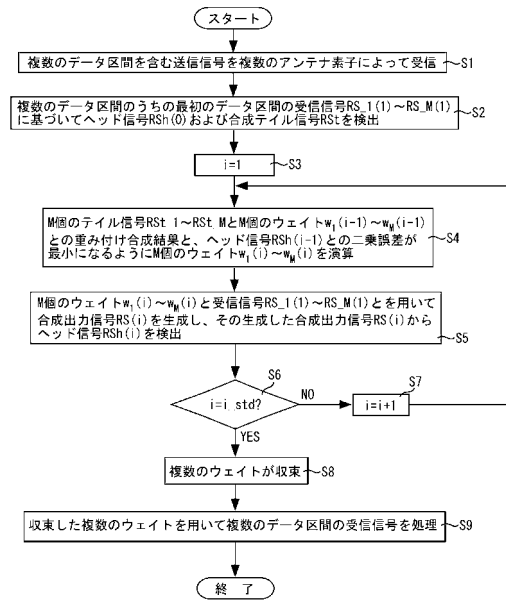 スタート
複数のデータ区間を含む送信信号を複数のアンテナ素子によって受信
S1
複数のデータ区間のうちの最初のデータ区間の受信信号RS_1(1)~RS_M(1)
に基づいてヘッド信号RSh(0)および合成テイル信号RStを検出
S2
i=1
S3
M個のテイル信号RSt_1~RSt_MとM個のウェイトw₁(i-1)~w_M(i-1)
との重み付け合成結果と、ヘッド信号RSh(i-1)との二乗誤差が
最小になるようにM個のウェイトw₁(i)~w_M(i)を演算
S4
M個のウェイトw₁(i)~w_M(i)と受信信号RS_1(1)~RS_M(1)とを用いて
合成出力信号RS(i)を生成し、その生成した合成出力信号RS(i)から
ヘッド信号RSh(i)を検出
S5
S6
i=i_std?
NO
S7
i=i+1
YES
複数のウェイトが収束
S8
収束した複数のウェイトを用いて複数のデータ区間の受信信号を処理
S9
終了